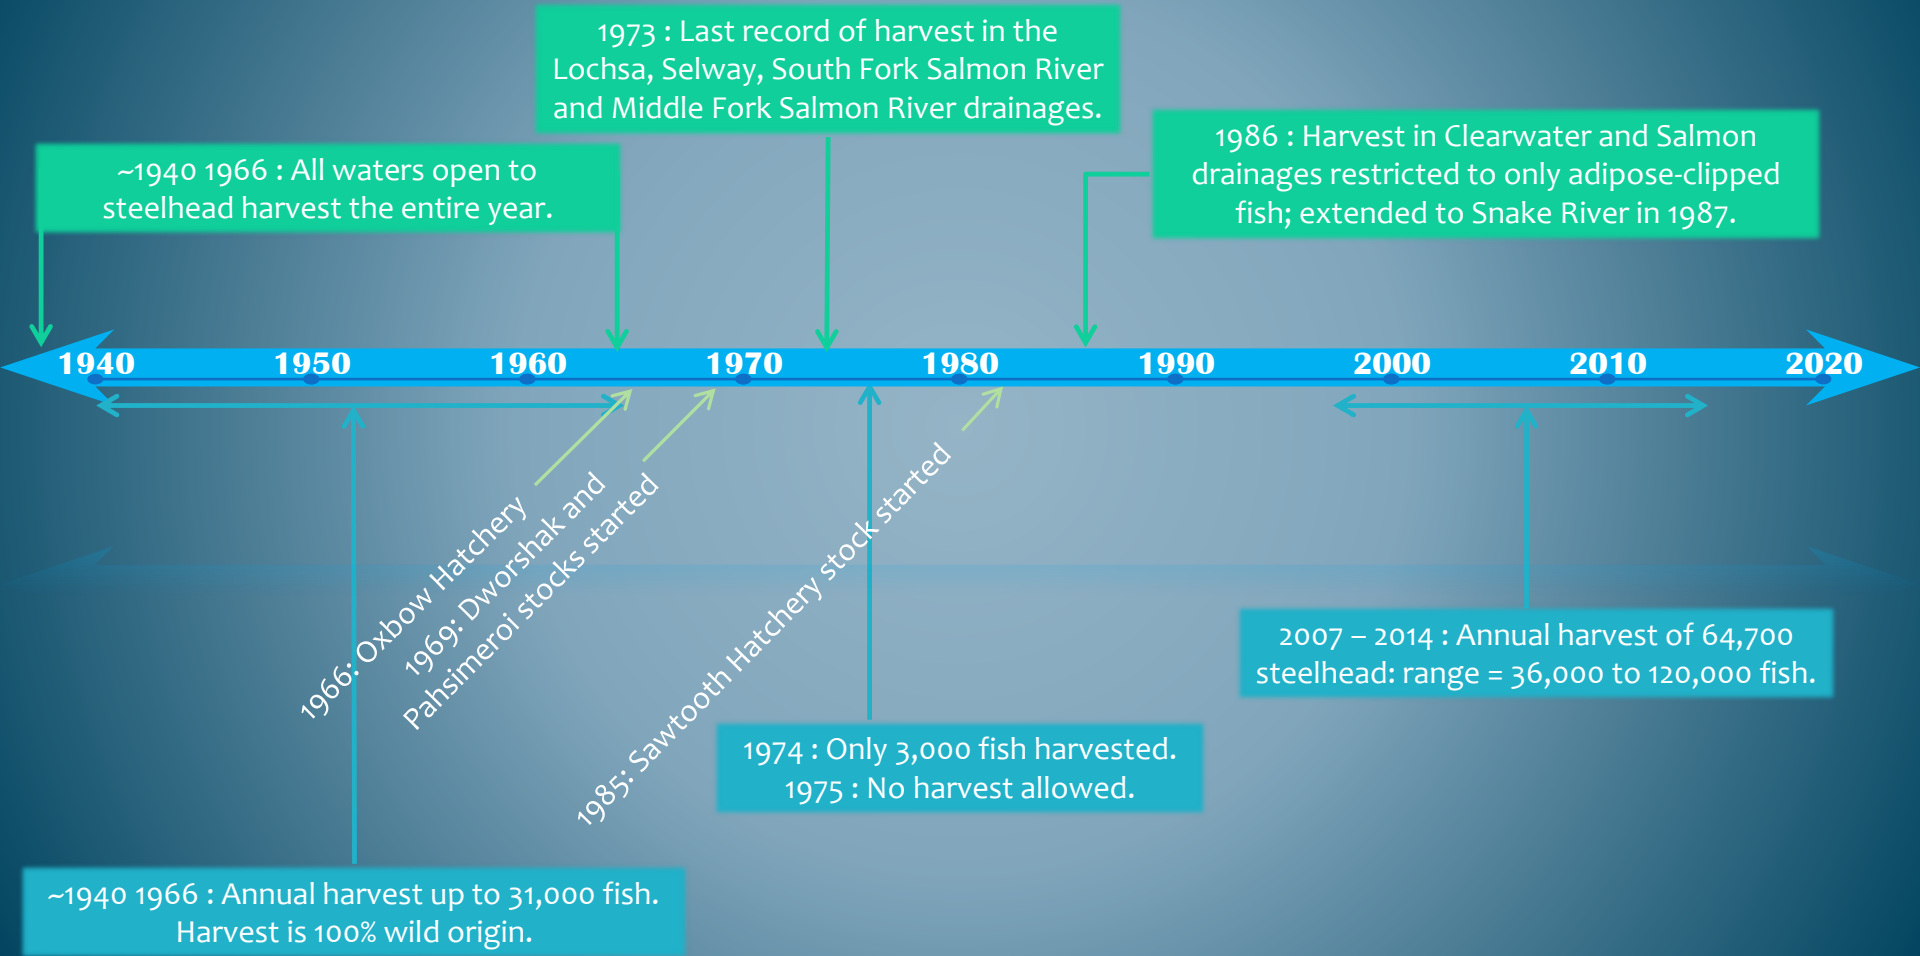 1973 : Last record of harvest in the
Lochsa, Selway, South Fork Salmon River
and Middle Fork Salmon River drainages.
~1940 1966 : All waters open to
steelhead harvest the entire year.
1986 : Harvest in Clearwater and Salmon
drainages restricted to only adipose-clipped
fish; extended to Snake River in 1987.
1940 1950 1960 1970 1980 1990 2000 2010 2020
1966: Oxbow Hatchery
1969: Dworshak and
Pahsimeroi stocks started
1985: Sawtooth Hatchery stock started
2007 – 2014 : Annual harvest of 64,700
steelhead: range = 36,000 to 120,000 fish.
1974 : Only 3,000 fish harvested.
1975 : No harvest allowed.
~1940 1966 : Annual harvest up to 31,000 fish.
Harvest is 100% wild origin.